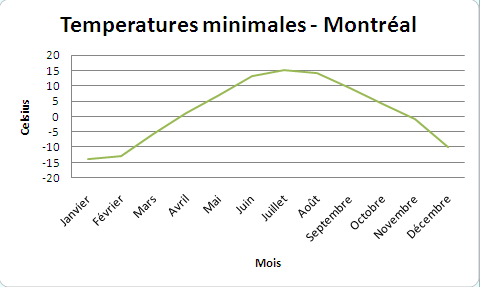 Temperatures minimales - Montréal
20
15
10
5
0
-5
-10
-15
-20
Celsius
Janvier
Février
Mars
Avril
Mai
Juin
Juillet
Août
Septembre
Octobre
Novembre
Décembre
Mois